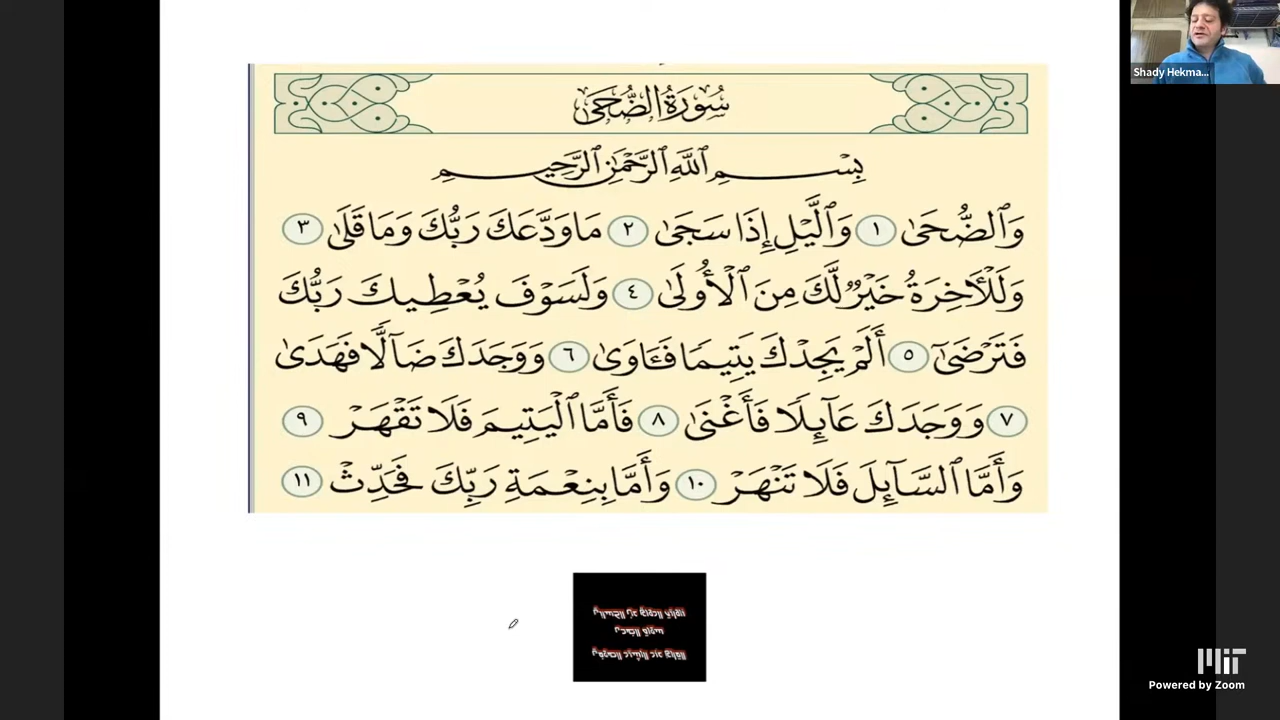 سُورَةُ الضُّحَىٰ
بِسْمِ ٱللَّهِ ٱلرَّحْمَٰنِ ٱلرَّحِيمِ
وَٱلضُّحَىٰ ١ وَٱلَّيْلِ إِذَا سَجَىٰ ٢ مَا وَدَّعَكَ رَبُّكَ وَمَا قَلَىٰ ٣
وَلَلْـَٔاخِرَةُ خَيْرٌ لَّكَ مِنَ ٱلْأُولَىٰ ٤ وَلَسَوْفَ يُعْطِيكَ رَبُّكَ
فَتَرْضَىٰٓ ٥ أَلَمْ يَجِدْكَ يَتِيمًا فَـَٔاوَىٰ ٦ وَوَجَدَكَ ضَآلًّا فَهَدَىٰ
٧ وَوَجَدَكَ عَآئِلًا فَأَغْنَىٰ ٨ فَأَمَّا ٱلْيَتِيمَ فَلَا تَقْهَرْ ٩
وَأَمَّا ٱلسَّآئِلَ فَلَا تَنْهَرْ ١٠ وَأَمَّا بِنِعْمَةِ رَبِّكَ فَحَدِّثْ ١١
Shady Hekma...
MIT
Powered by Zoom